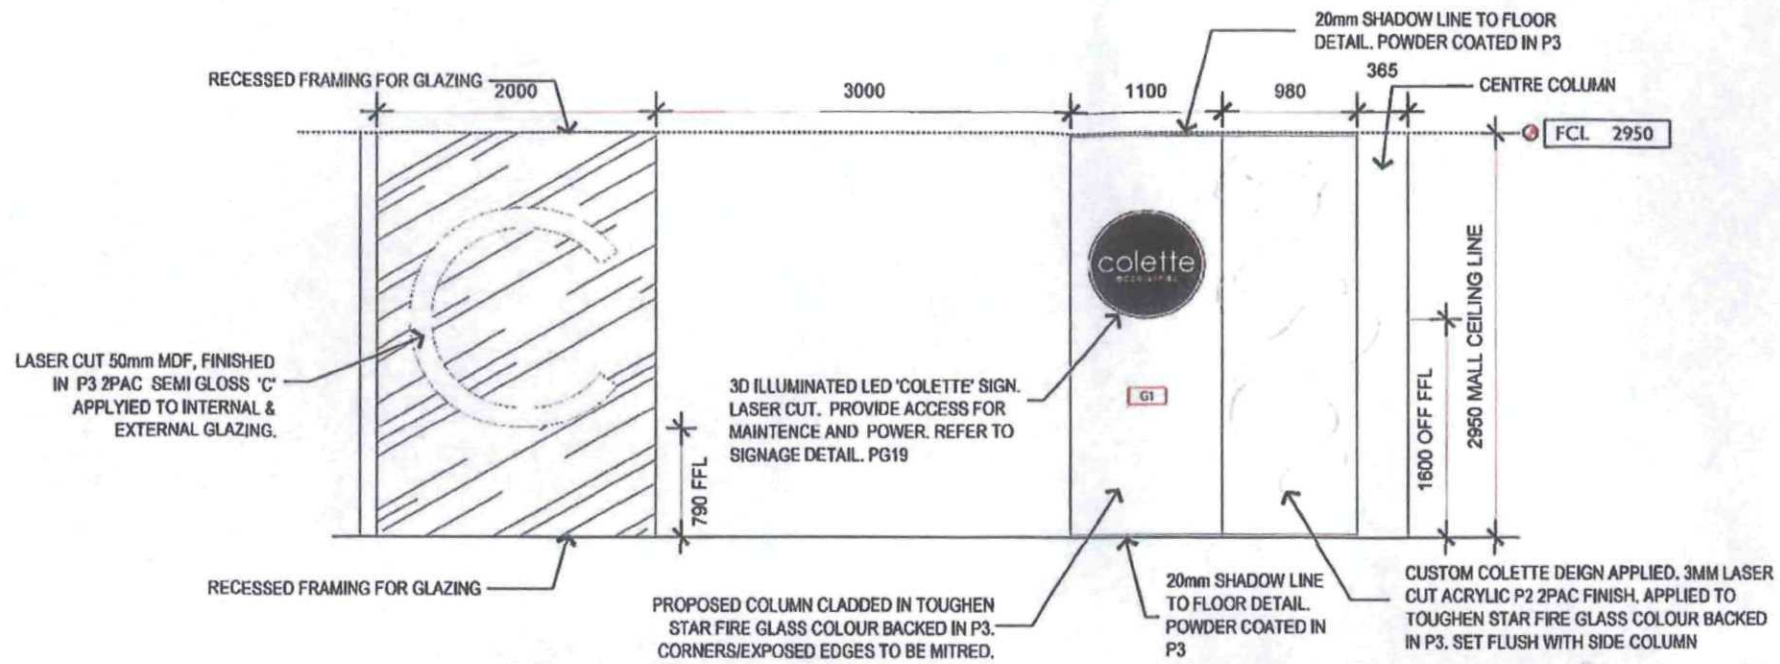 20mm SHADOW LINE TO FLOOR
DETAIL. POWDER COATED IN P3
RECESSED FRAMING FOR GLAZING
2000
3000
1100
980
365
CENTRE COLUMN
FCL 2950
colette
LASER CUT 50mm MDF, FINISHED
IN P3 2PAC SEMI GLOSS 'C'
APPLYIED TO INTERNAL &
EXTERNAL GLAZING.
3D ILLUMINATED LED 'COLETTE' SIGN.
LASER CUT. PROVIDE ACCESS FOR
MAINTENCE AND POWER. REFER TO
SIGNAGE DETAIL. PG19
G1
790 FFL
1600 OFF FFL
2950 MALL CEILING LINE
RECESSED FRAMING FOR GLAZING
PROPOSED COLUMN CLADDED IN TOUGHEN
STAR FIRE GLASS COLOUR BACKED IN P3.
CORNERS/EXPOSED EDGES TO BE MITRED.
20mm SHADOW LINE
TO FLOOR DETAIL.
POWDER COATED IN
P3
CUSTOM COLETTE DEIGN APPLIED. 3MM LASER
CUT ACRYLIC P2 2PAC FINISH, APPLIED TO
TOUGHEN STAR FIRE GLASS COLOUR BACKED
IN P3. SET FLUSH WITH SIDE COLUMN